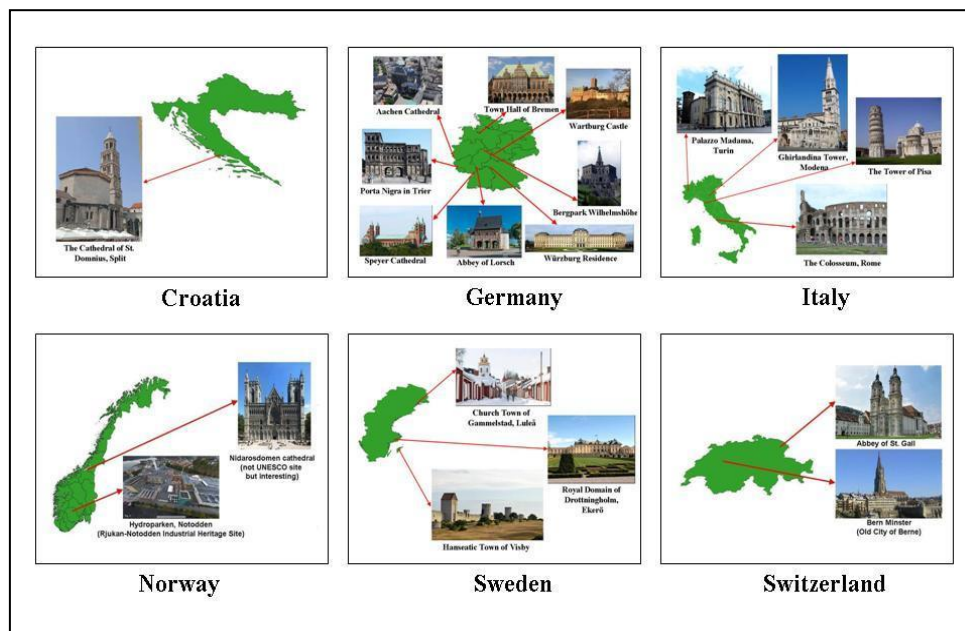 The Cathedral of St.
Domnius, Split
Croatia
Aachen Cathedral
Town Hall of Bremen
Wartburg Castle
Porta Nigra in Trier
Bergpark Wilhelmshöhe
Speyer Cathedral
Abbey of Lorsch
Würzburg Residence
Germany
Palazzo Madama,
Turin
Ghirlandina Tower,
Modena
The Tower of Pisa
The Colosseum, Rome
Italy
Nidarosdomen cathedral
(not UNESCO site
but interesting)
Hydroparken, Notodden
(Rjukan-Notodden Industrial Heritage Site)
Norway
Church Town of
Gammelstad, Luleå
Royal Domain of
Drottningholm,
Ekerö
Hanseatic Town of Visby
Sweden
Abbey of St. Gall
Bern Minster
(Old City of Berne)
Switzerland